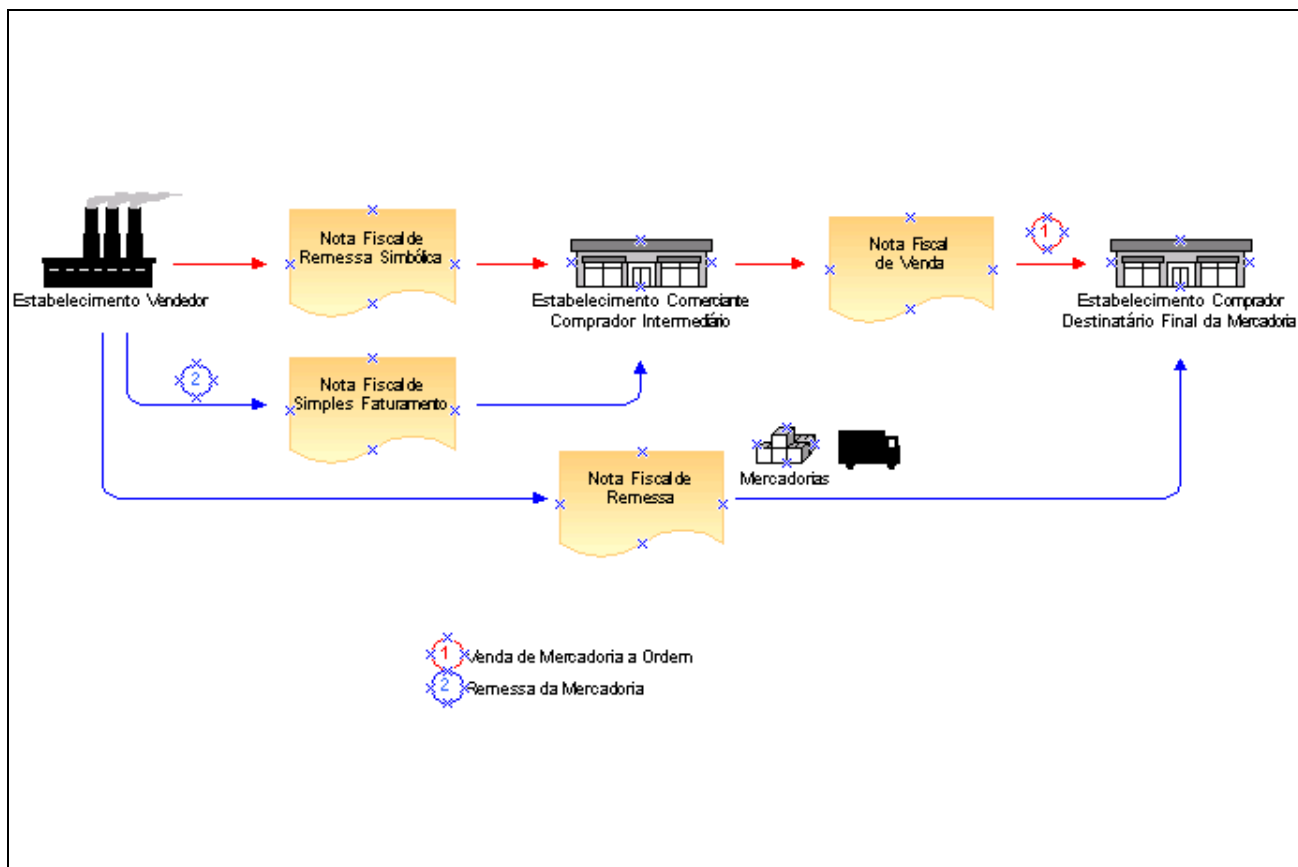 Nota Fiscal de
Remessa Simbólica
Nota Fiscal
de Venda
1
Estabelecimento Vendedor
Estabelecimento Comerciante
Comprador Intermediário
Estabelecimento Comprador
Destinatário Final da Mercadoria
2
Nota Fiscal de
Simples Faturamento
Nota Fiscal de
Remessa
Mercadorias
1 Venda de Mercadoria a Ordem
2 Remessa da Mercadoria